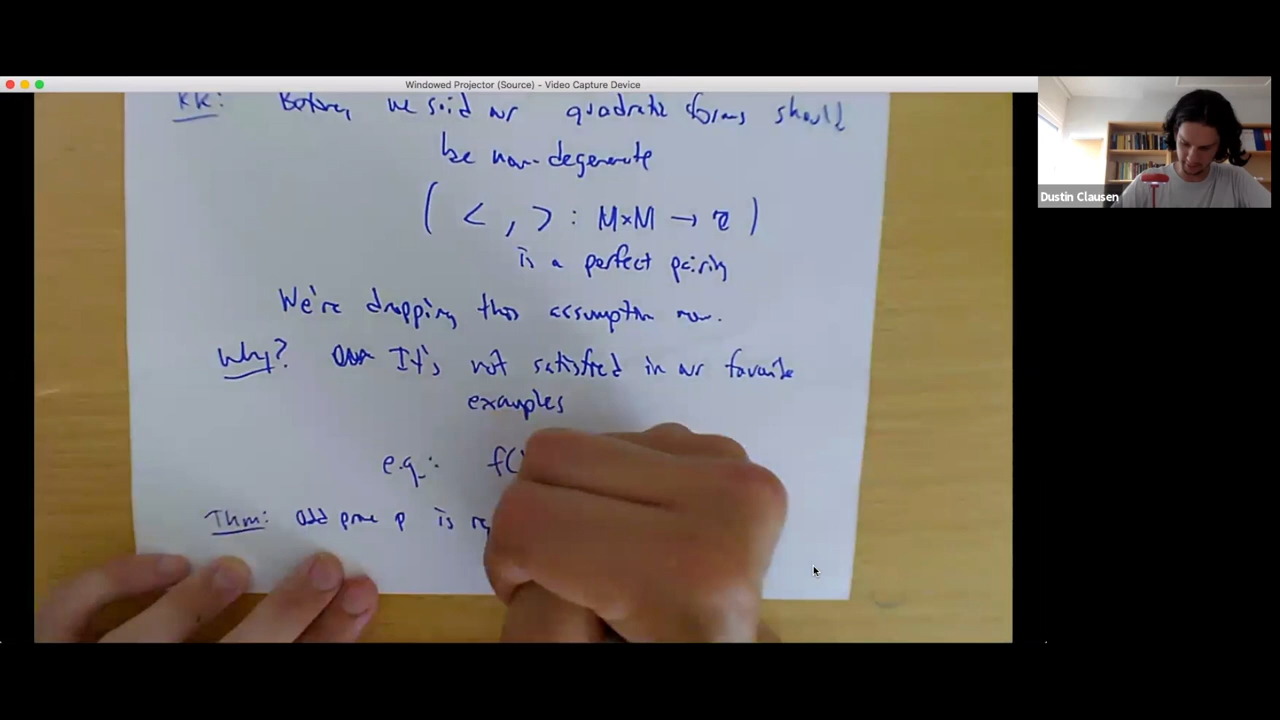 Windowed Projector (Source) - Video Capture Device
RK: Before, we said our quadratic forms should
be non-degenerate
( < , > : M×M → Z )
is a perfect pairing
We're dropping this assumption now.
Why? It's not satisfied in our favorite
examples
e.g.: f(
Thm: Odd prime p is
Dustin Clausen